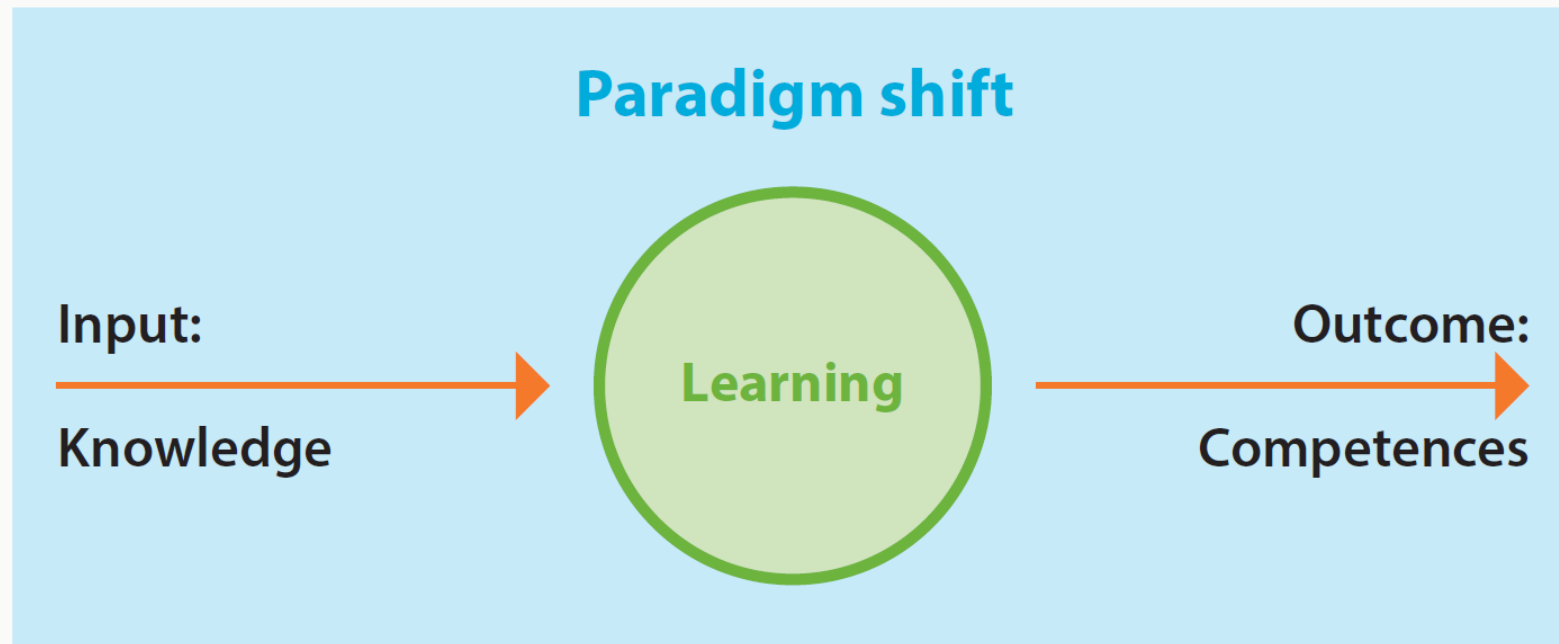 Paradigm shift
Input:
Knowledge
Learning
Outcome:
Competences